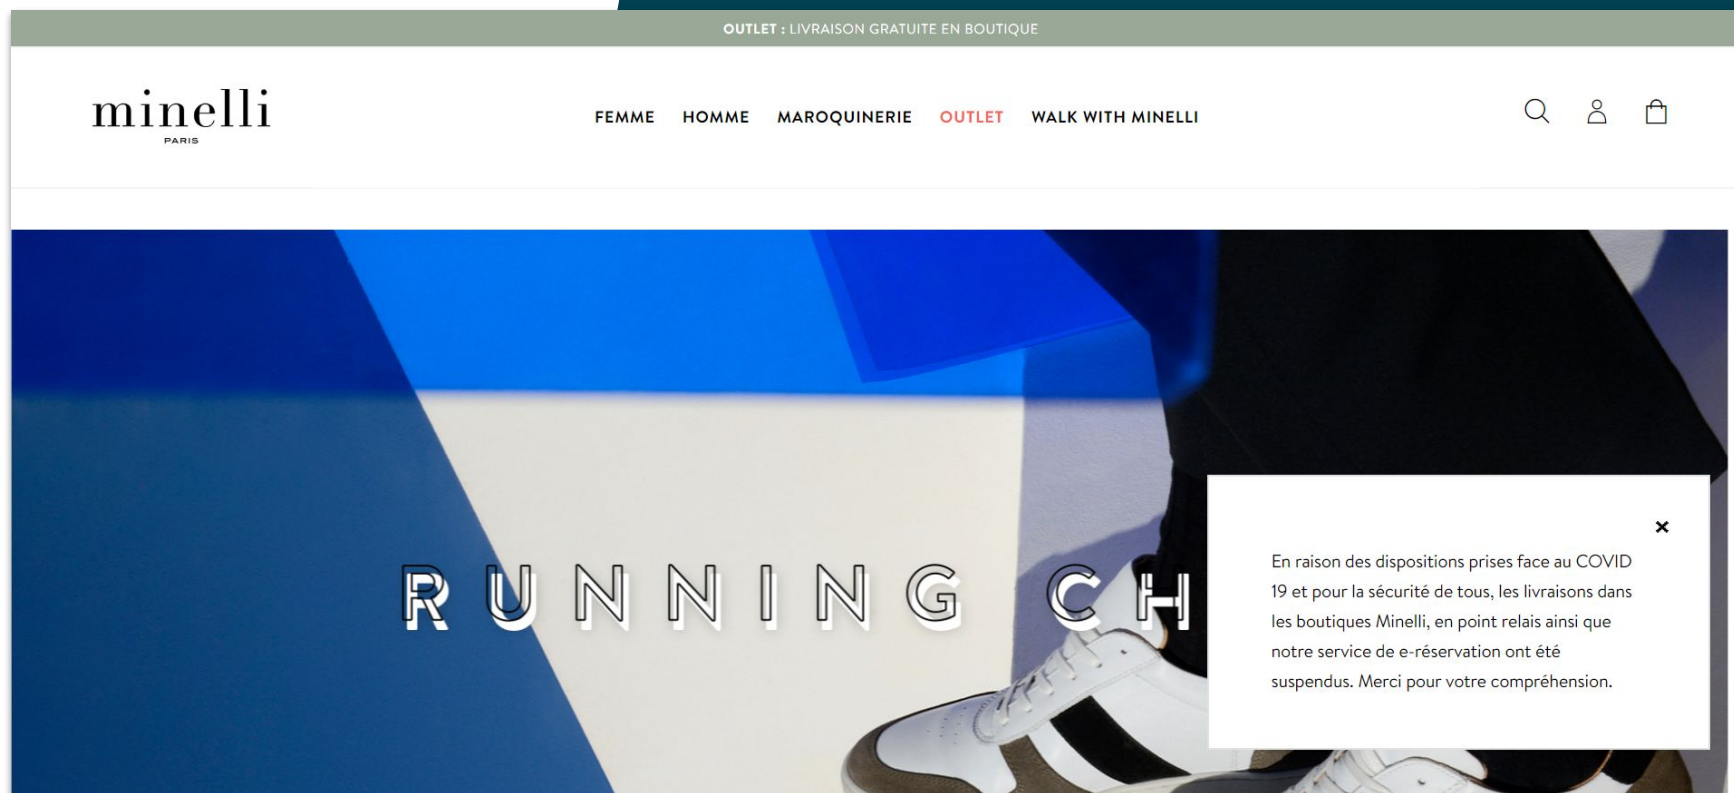 OUTLET : LIVRAISON GRATUITE EN BOUTIQUE
minelli
PARIS
FEMME HOMME MAROQUINERIE OUTLET WALK WITH MINELLI
RUNNING CH
En raison des dispositions prises face au COVID
19 et pour la sécurité de tous, les livraisons dans
les boutiques Minelli, en point relais ainsi que
notre service de e-réservation ont été
suspendus. Merci pour votre compréhension.